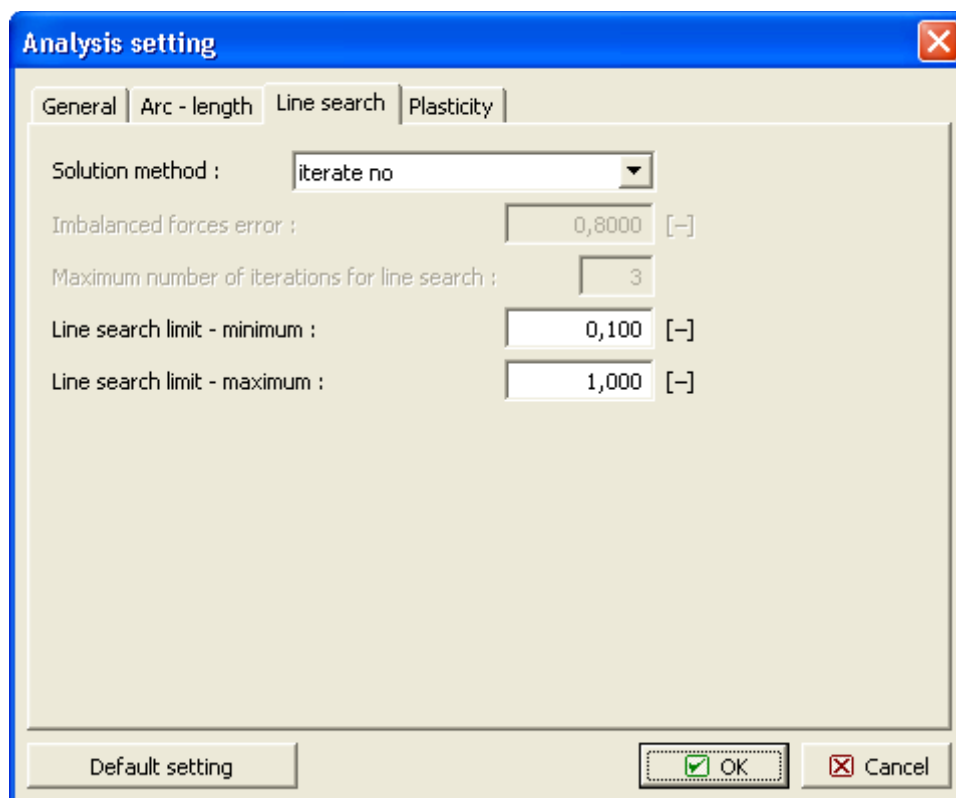 Analysis setting
General Arc - length Line search Plasticity
Solution method : iterate no
Imbalanced forces error : 0,8000 [–]
Maximum number of iterations for line search : 3
Line search limit - minimum : 0,100 [–]
Line search limit - maximum : 1,000 [–]
Default setting OK Cancel